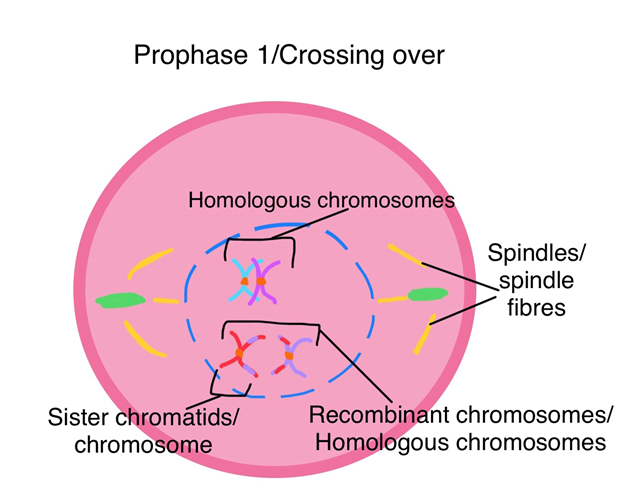 Prophase 1/Crossing over
Homologous chromosomes
Spindles/
spindle
fibres
Sister chromatids/
chromosome
Recombinant chromosomes/
Homologous chromosomes